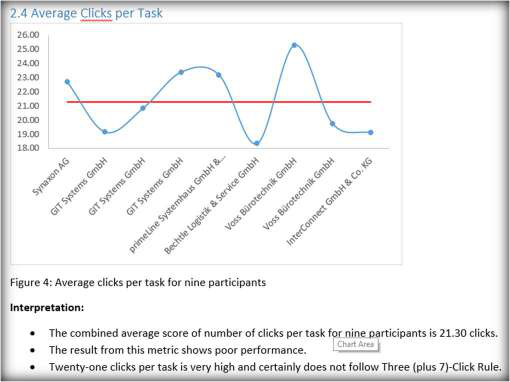 2.4 Average Clicks per Task
26.00
25.00
24.00
23.00
22.00
21.00
20.00
19.00
18.00
Synaxon AG
GIT Systems GmbH
GIT Systems GmbH
GIT Systems GmbH
primeLine Systemhaus GmbH &...
Bechtle Logistik & Service GmbH
Voss Bürotechnik GmbH
Voss Bürotechnik GmbH
InterConnect GmbH & Co. KG
Figure 4: Average clicks per task for nine participants
Interpretation:
• The combined average score of number of clicks per task for nine participants is 21.30 clicks.
Chart Area
• The result from this metric shows poor performance.
• Twenty-one clicks per task is very high and certainly does not follow Three (plus 7)-Click Rule.